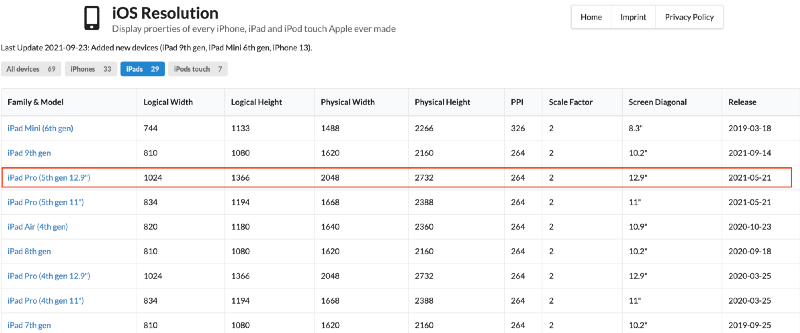 iOS Resolution
Display proerties of every iPhone, iPad and iPod touch Apple ever made
Home Imprint Privacy Policy
Last Update 2021-09-23: Added new devices (iPad 9th gen, iPad Mini 6th gen, iPhone 13).
All devices 69 iPhones 33 iPads 29 iPods touch 7
Family & Model Logical Width Logical Height Physical Width Physical Height PPI Scale Factor Screen Diagonal Release
iPad Mini (6th gen) 744 1133 1488 2266 326 2 8.3" 2019-03-18
iPad 9th gen 810 1080 1620 2160 264 2 10.2" 2021-09-14
iPad Pro (5th gen 12.9") 1024 1366 2048 2732 264 2 12.9" 2021-05-21
iPad Pro (5th gen 11") 834 1194 1668 2388 264 2 11" 2021-05-21
iPad Air (4th gen) 820 1180 1640 2360 264 2 10.9" 2020-10-23
iPad 8th gen 810 1080 1620 2160 264 2 10.2" 2020-09-18
iPad Pro (4th gen 12.9") 1024 1366 2048 2732 264 2 12.9" 2020-03-25
iPad Pro (4th gen 11") 834 1194 1668 2388 264 2 11" 2020-03-25
iPad 7th gen 810 1080 1620 2160 264 2 10.2" 2019-09-25